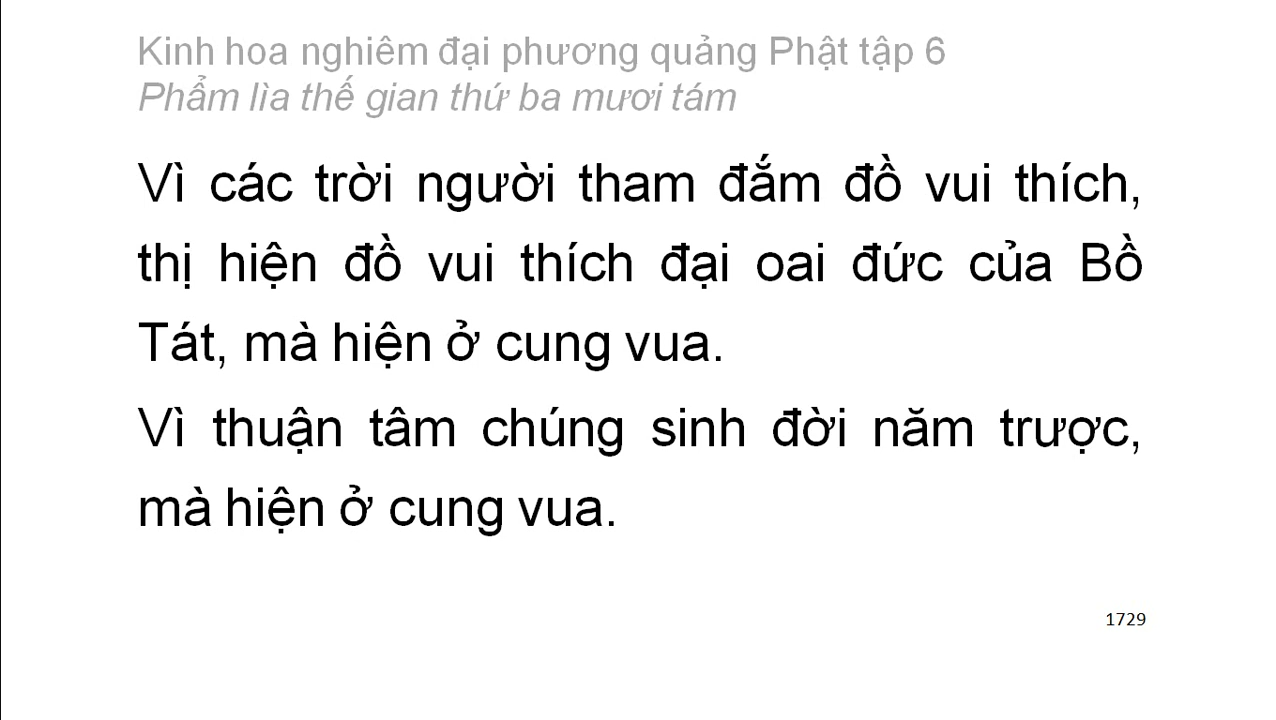 Kinh hoa nghiêm đại phương quảng Phật tập 6
Phẩm lìa thế gian thứ ba mươi tám
Vì các trời người tham đắm đồ vui thích,
thị hiện đồ vui thích đại oai đức của Bồ
Tát, mà hiện ở cung vua.
Vì thuận tâm chúng sinh đời năm trược,
mà hiện ở cung vua.
1729